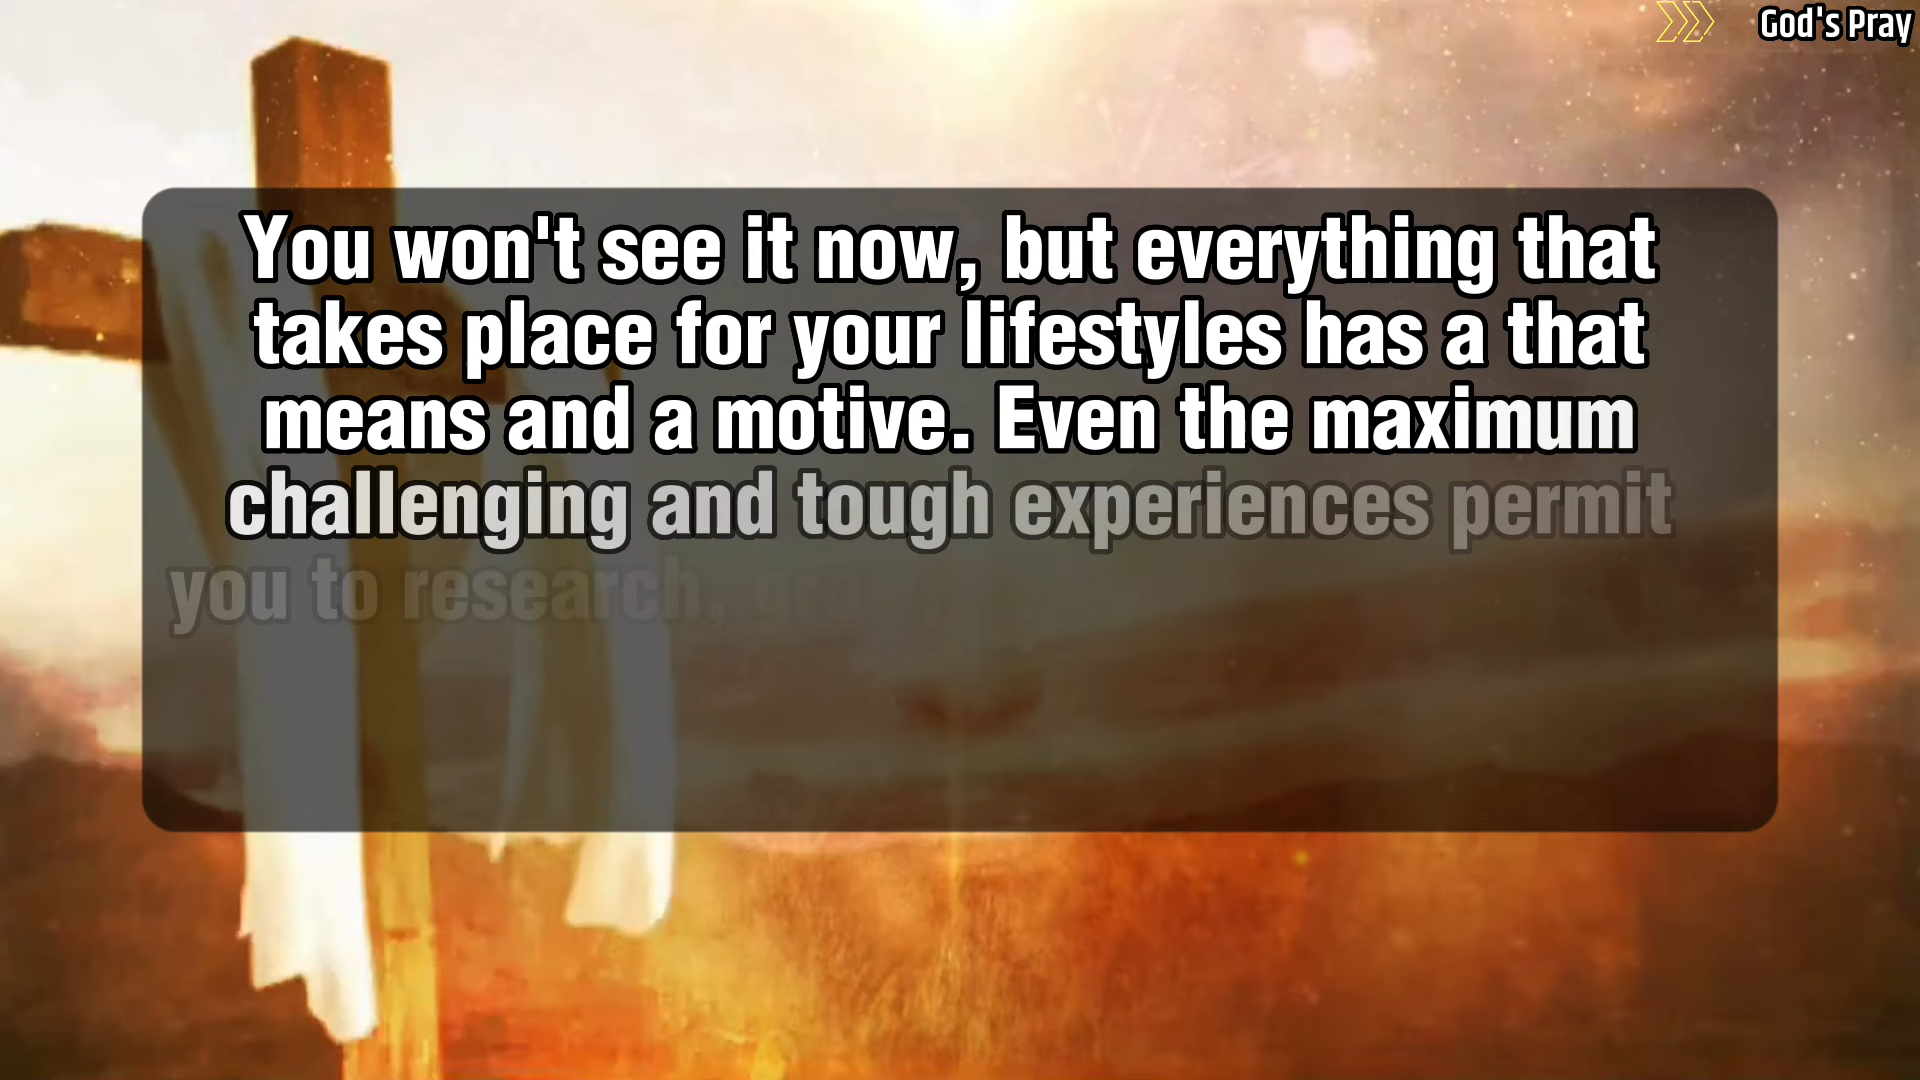 God's Pray
You won't see it now, but everything that
takes place for your lifestyles has a that
means and a motive. Even the maximum
challenging and tough experiences permit
you to research,